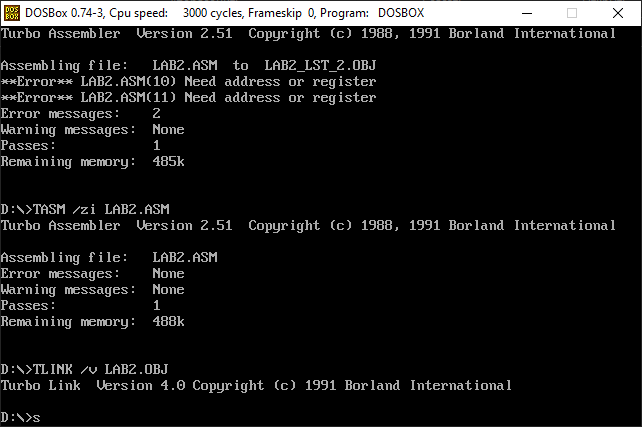 DOSBox 0.74-3, Cpu speed:    3000 cycles, Frameskip  0, Program:   DOSBOX
Turbo Assembler  Version 2.51  Copyright (c) 1988, 1991 Borland International
Assembling file:   LAB2.ASM  to  LAB2_LST_2.OBJ
**Error** LAB2.ASM(10) Need address or register
**Error** LAB2.ASM(11) Need address or register
Error messages:    2
Warning messages:  None
Passes:            1
Remaining memory:  485k
D:\>TASM /zi LAB2.ASM
Turbo Assembler  Version 2.51  Copyright (c) 1988, 1991 Borland International
Assembling file:   LAB2.ASM
Error messages:    None
Warning messages:  None
Passes:            1
Remaining memory:  488k
D:\>TLINK /v LAB2.OBJ
Turbo Link  Version 4.0 Copyright (c) 1991 Borland International
D:\>s